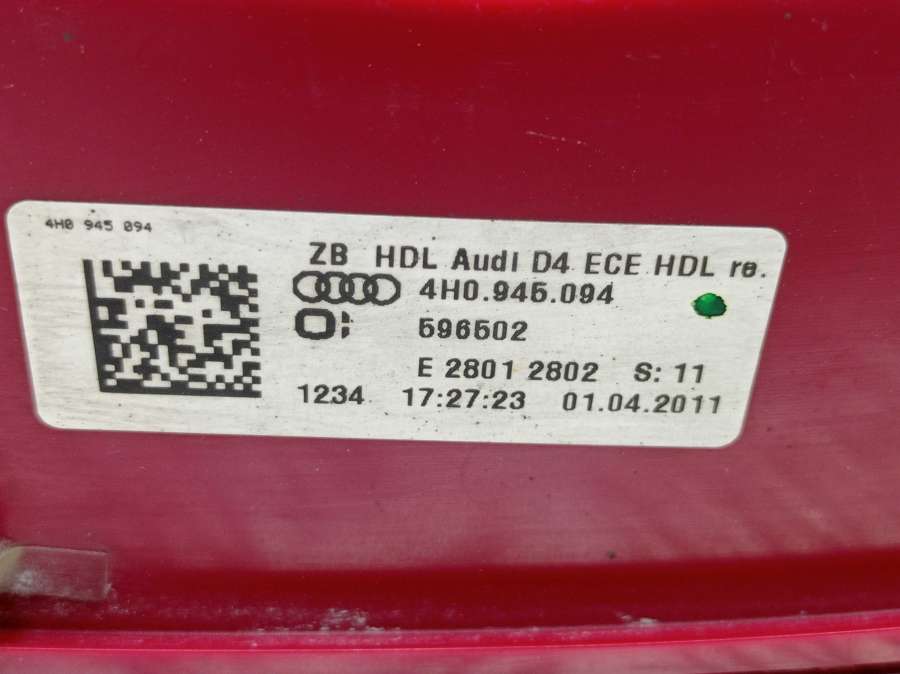 4H0 945 094
ZB HDL Audi D4 ECE HDL re.
4H0.945.094
596502
E 2801 2802 S: 11
1234 17:27:23 01.04.2011